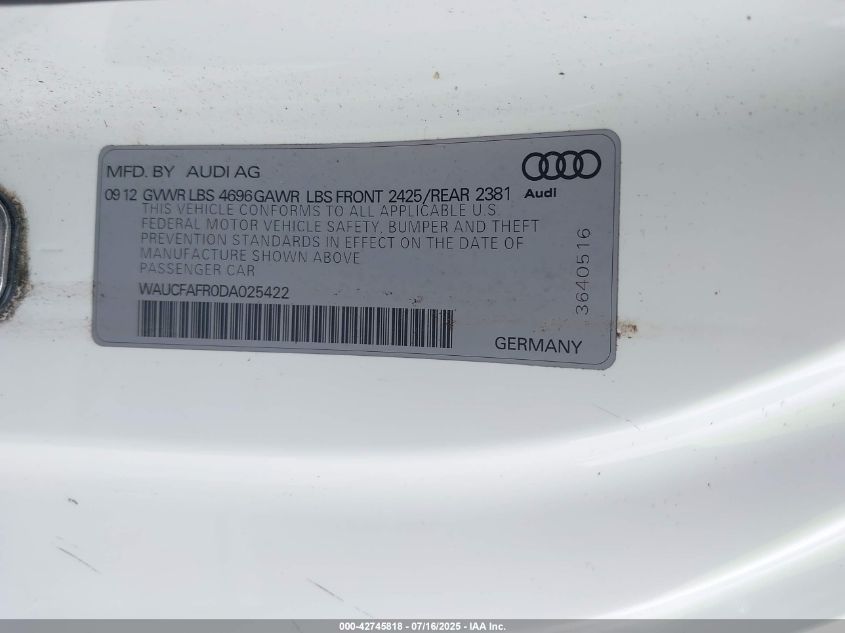 MFD. BY AUDI AG
09 12 GVWR LBS 4696 GAWR LBS FRONT 2425/REAR 2381
Audi
THIS VEHICLE CONFORMS TO ALL APPLICABLE U.S.
FEDERAL MOTOR VEHICLE SAFETY, BUMPER AND THEFT
PREVENTION STANDARDS IN EFFECT ON THE DATE OF
MANUFACTURE SHOWN ABOVE
PASSENGER CAR
WAUCFAFR0DA025422
3640516
GERMANY
000-42745818 - 07/16/2025 - IAA Inc.